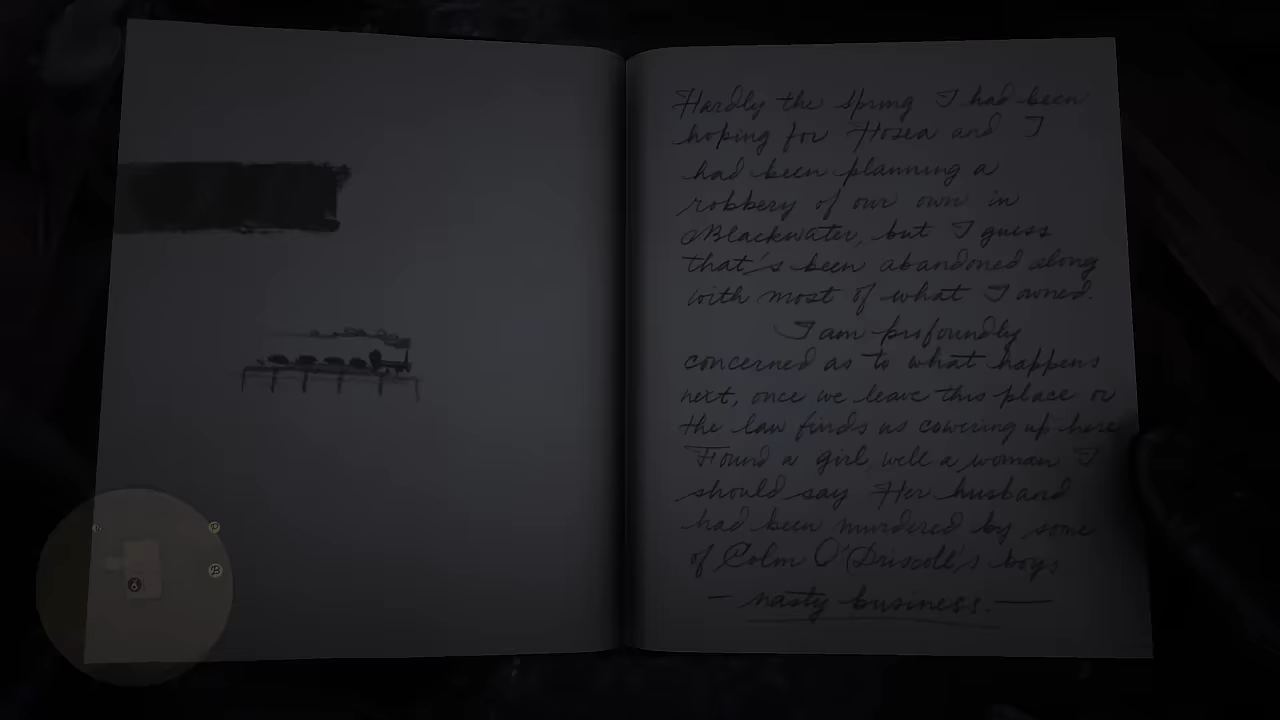 Hardly the Spring I had been
hoping for Hosea and I
had been planning a
robbery of our own in
Blackwater, but I guess
that's been abandoned along
with most of what I owned.
I am profoundly
concerned as to what happens
next, once we leave this place or
the law finds us cowering up here
Found a girl, well a woman I
should say Her husband
had been murdered by some
of Colm O'Driscoll's boys
— nasty business. —
P
B